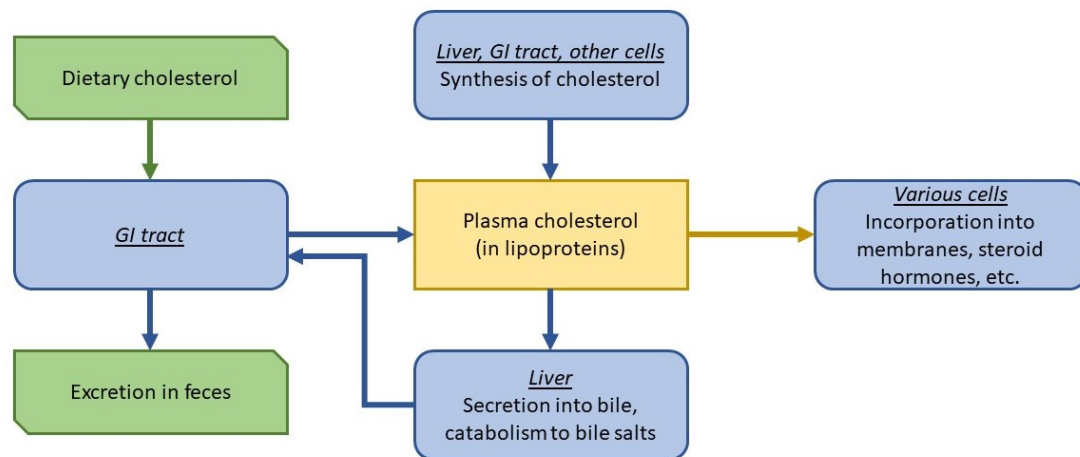 Dietary cholesterol
Liver, GI tract, other cells
Synthesis of cholesterol
GI tract
Plasma cholesterol
(in lipoproteins)
Various cells
Incorporation into
membranes, steroid
hormones, etc.
Excretion in feces
Liver
Secretion into bile,
catabolism to bile salts